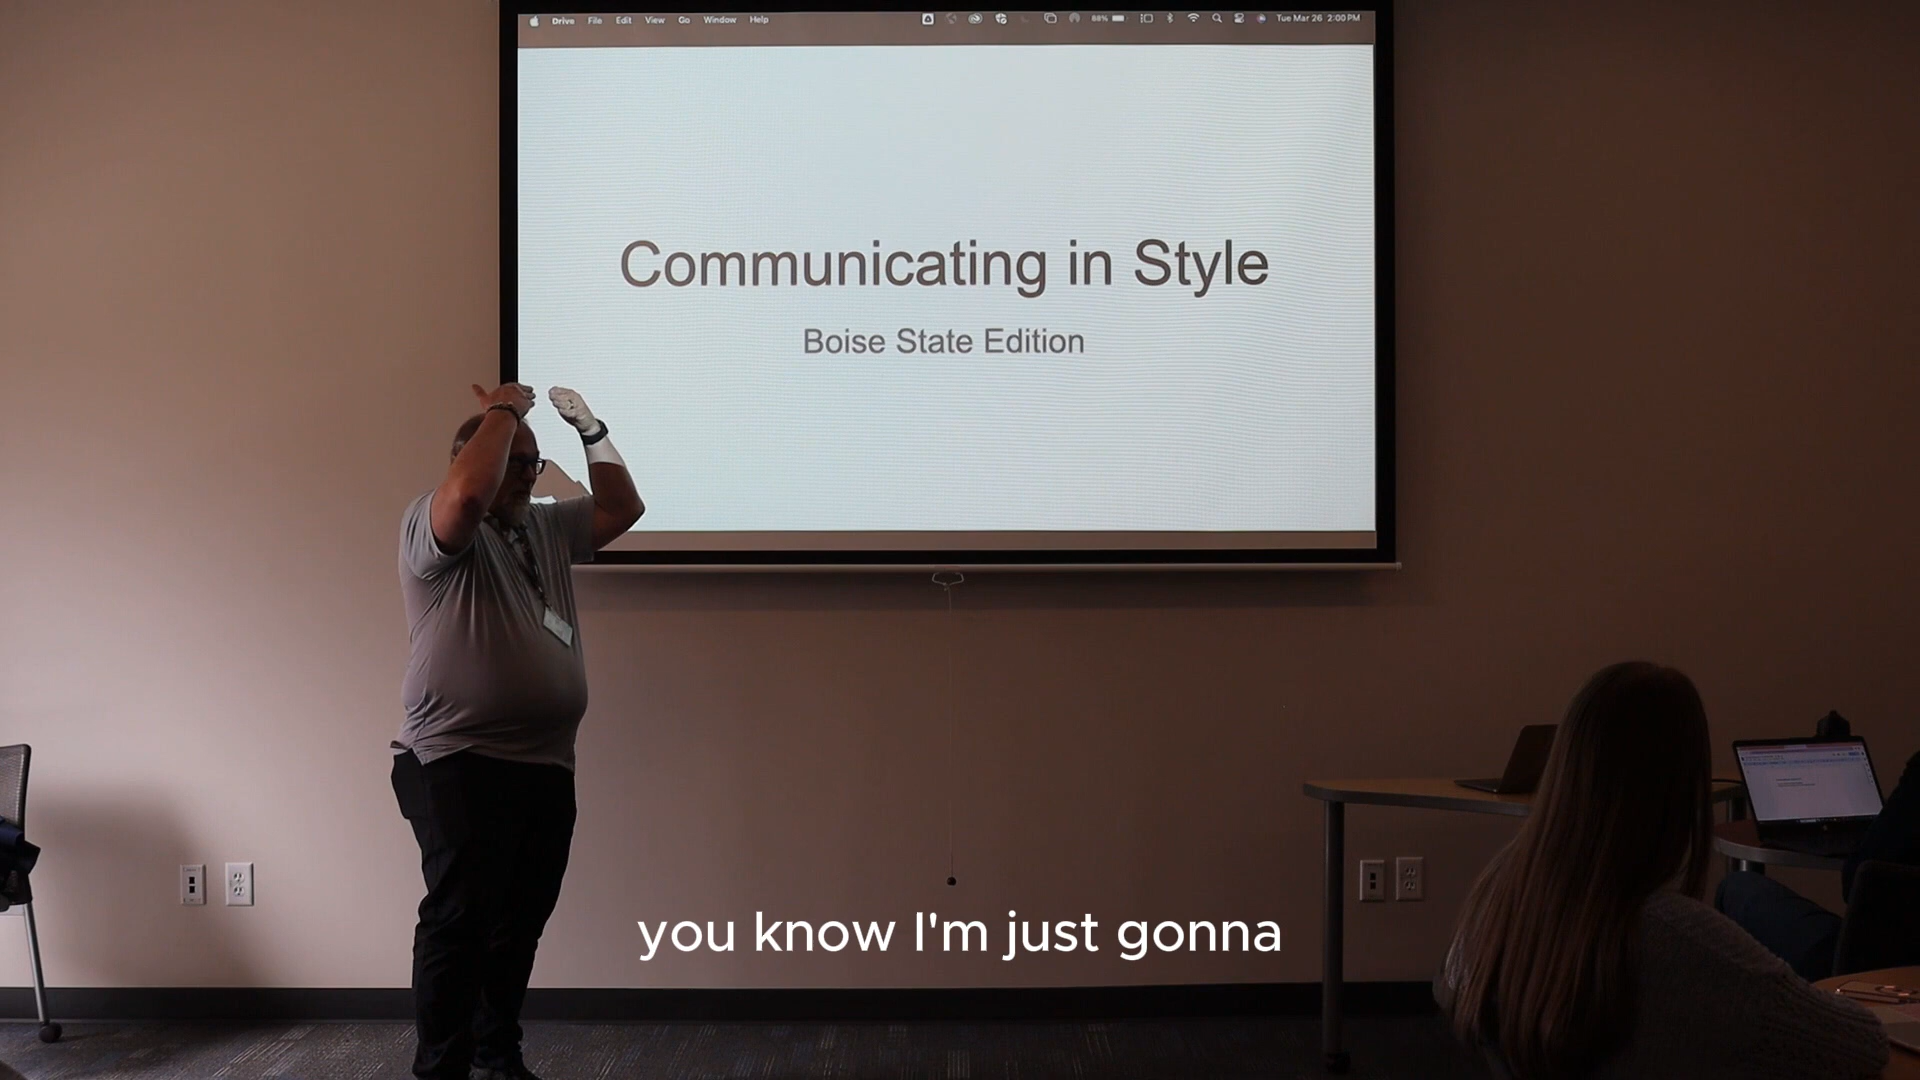 Drive File Edit View Go Window Help 88% Tue Mar 26 2:00 PM
Communicating in Style
Boise State Edition
you know I'm just gonna